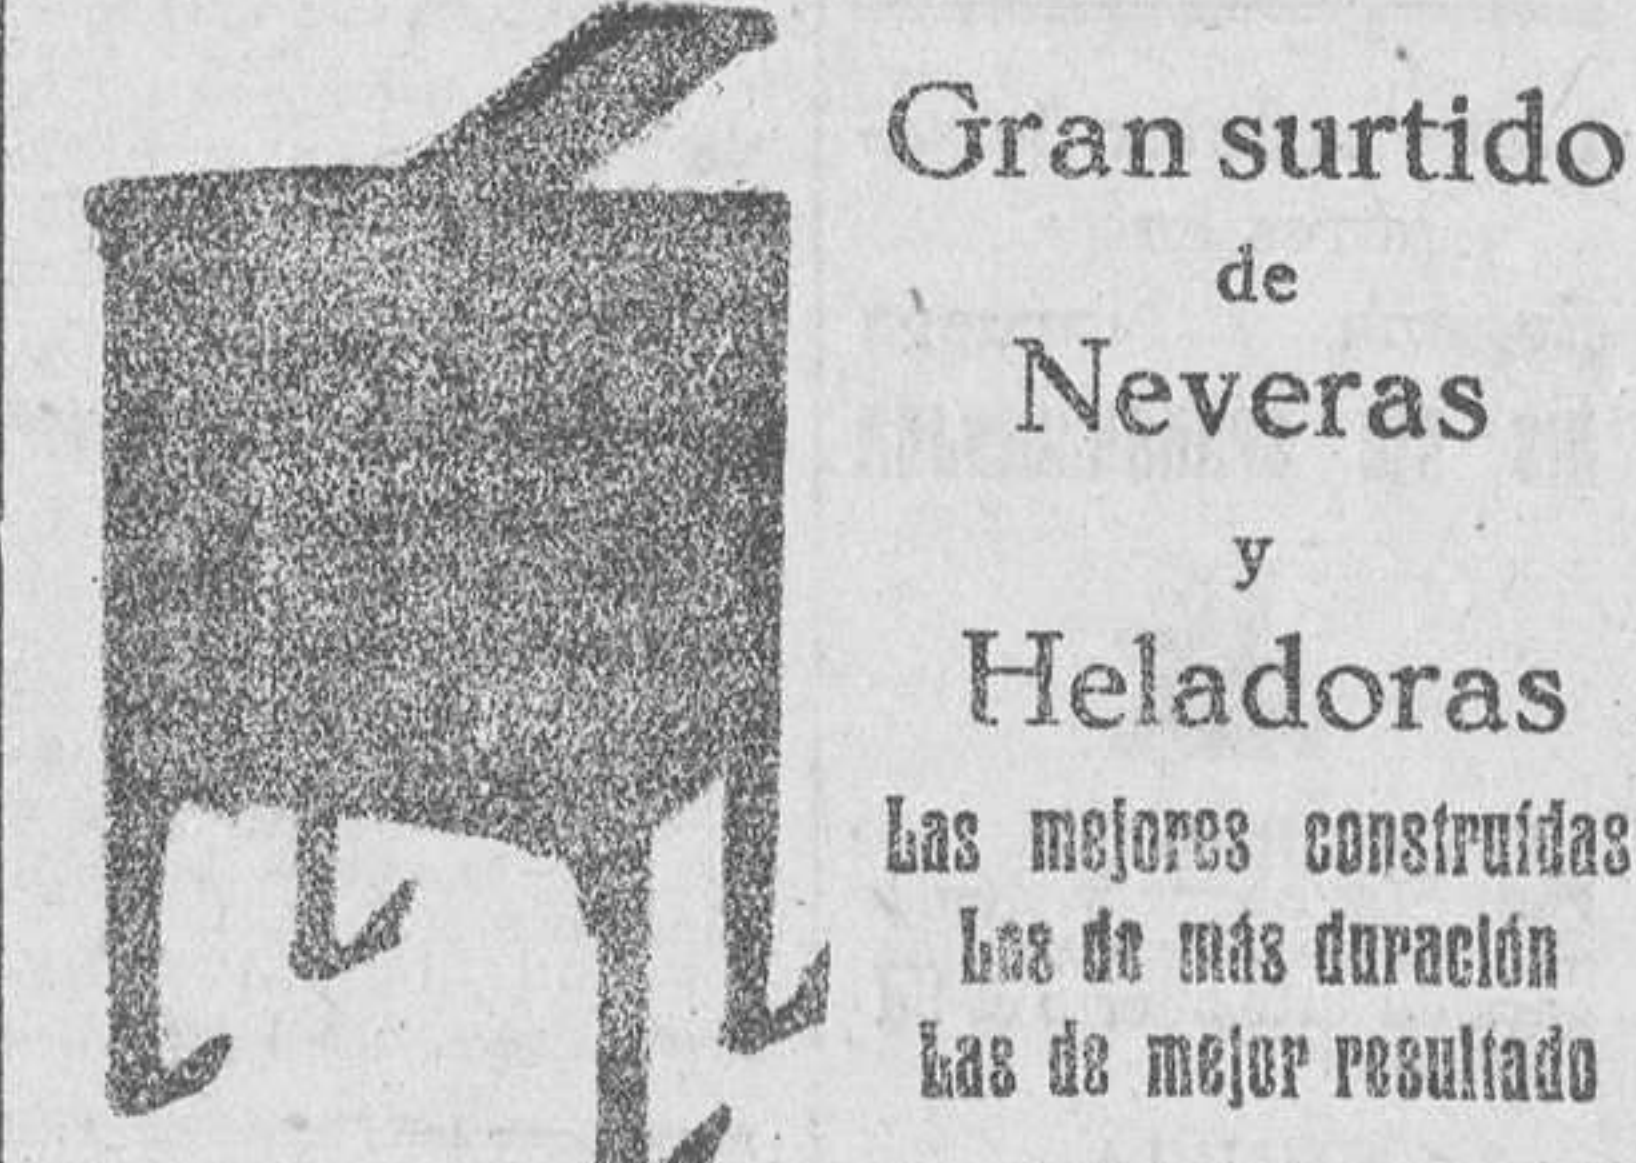 Gran surtido
de
Neveras
y
Heladoras
Las mejores construídas
Las de más duración
Las de mejor resultado